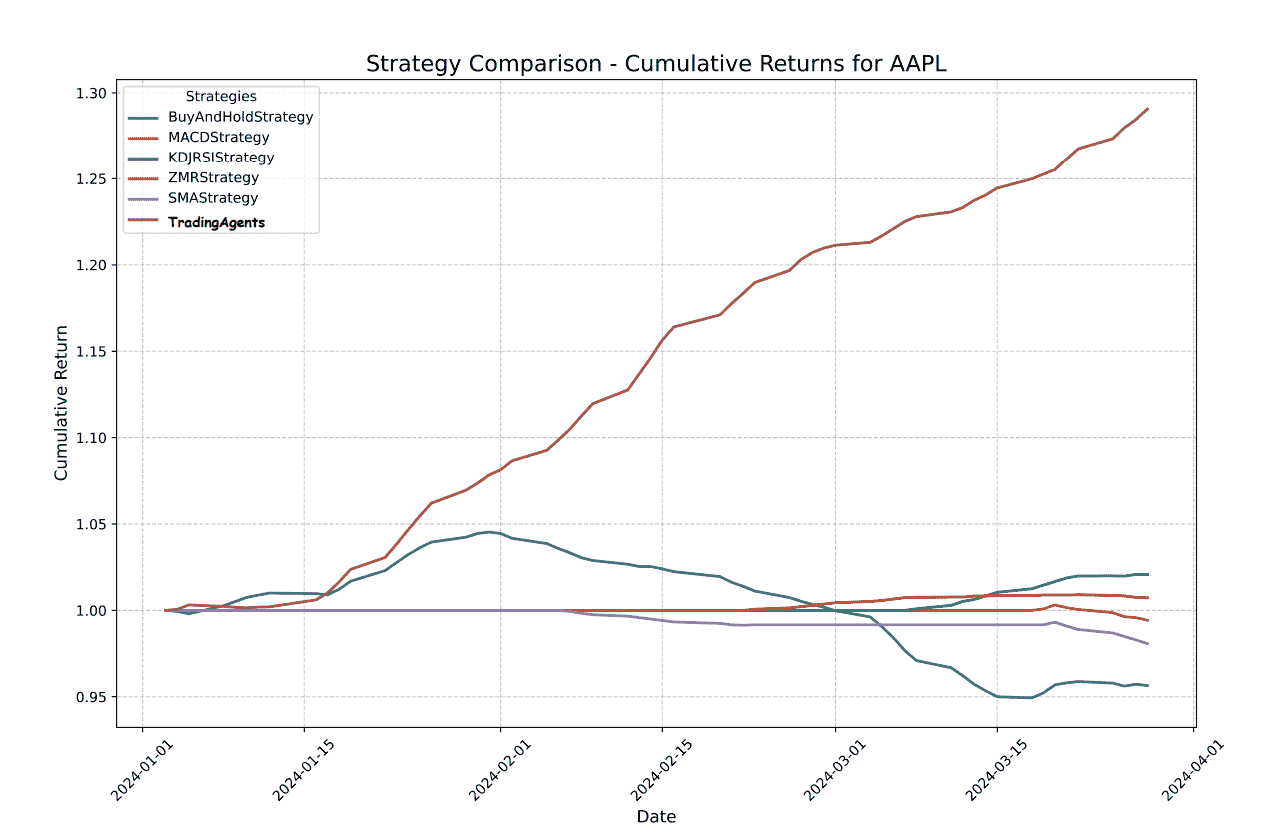 Strategy Comparison - Cumulative Returns for AAPL
1.30
1.25
1.20
1.15
1.10
1.05
1.00
0.95
Cumulative Return
Strategies
BuyAndHoldStrategy
MACDStrategy
KDJRSIStrategy
ZMRStrategy
SMAStrategy
TradingAgents
2024-01-01
2024-01-15
2024-02-01
2024-02-15
2024-03-01
2024-03-15
2024-04-01
Date